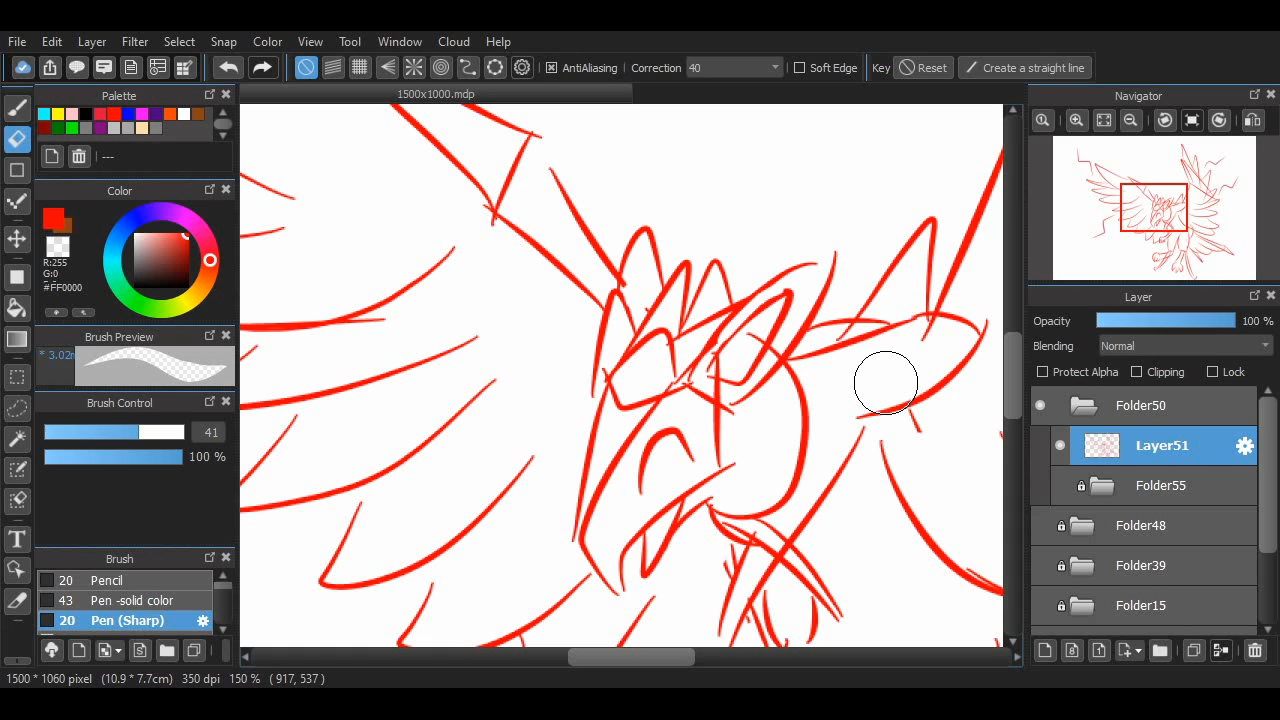 File Edit Layer Filter Select Snap Color View Tool Window Cloud Help
AntiAliasing Correction 40 Soft Edge Key Reset Create a straight line
Palette
1500x1000.mdp
Navigator
---
Color
R:255
G:0
#FF0000
Brush Preview
* 3.02m
Brush Control
41
100 %
Brush
20 Pencil
43 Pen -solid color
20 Pen (Sharp)
Layer
Opacity 100 %
Blending Normal
Protect Alpha Clipping Lock
Folder50
Layer51
Folder55
Folder48
Folder39
Folder15
1500 * 1060 pixel (10.9 * 7.7cm) 350 dpi 150 % ( 917, 537 )